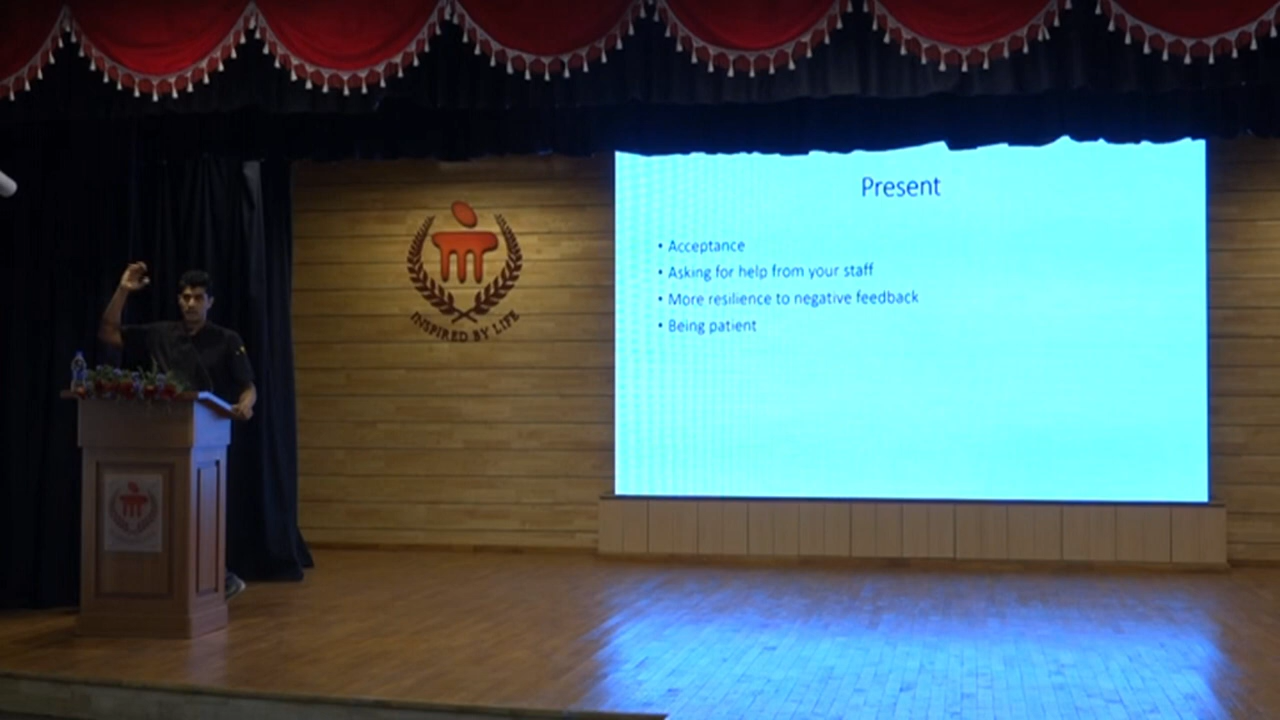 Present
• Acceptance
• Asking for help from your staff
• More resilience to negative feedback
• Being patient
INSPIRED BY LIFE